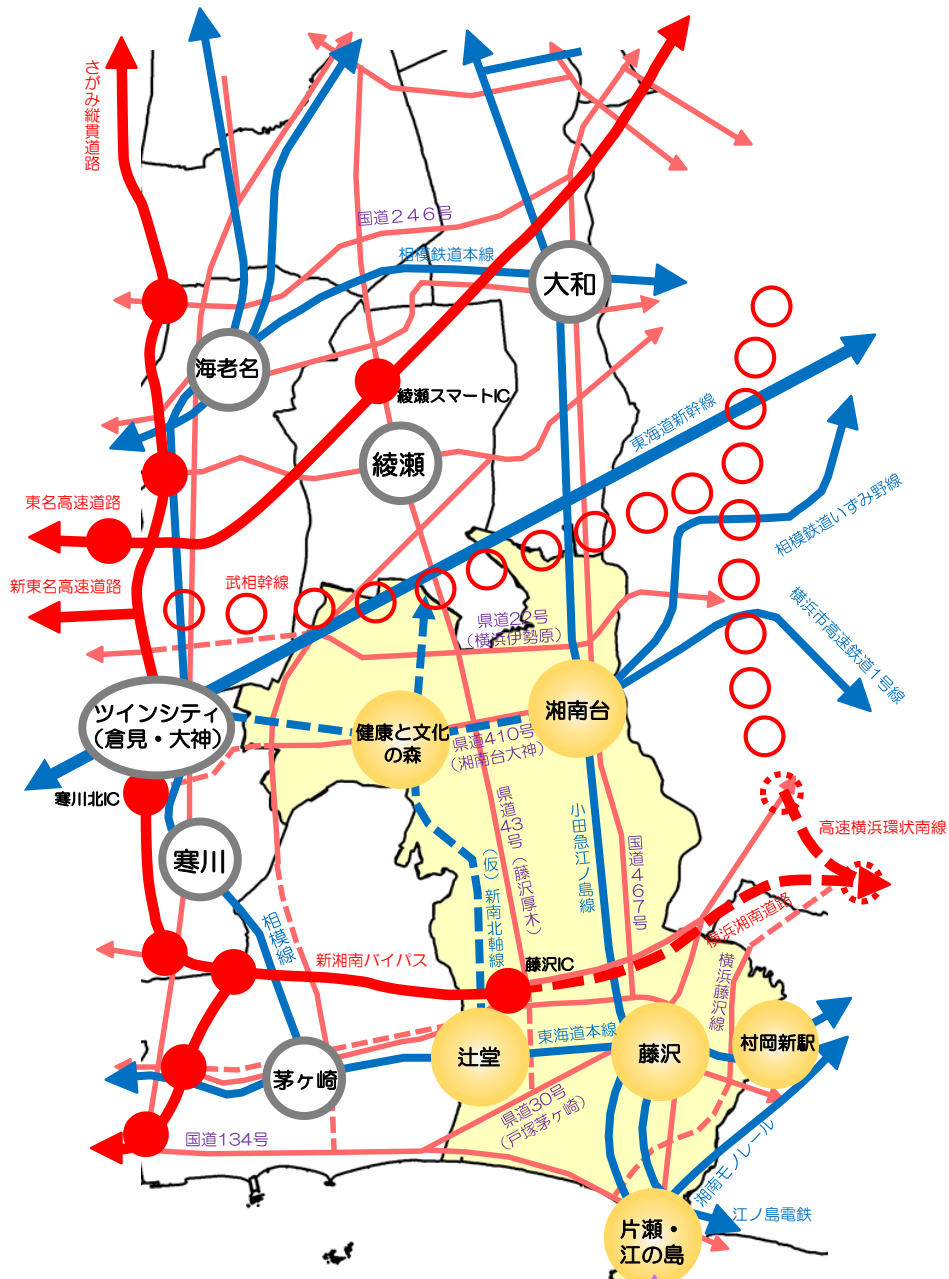 さがみ縦貫道路
国道246号
相模鉄道本線
大和
海老名
綾瀬スマートIC
綾瀬
東海道新幹線
東名高速道路
相模鉄道いずみ野線
新東名高速道路
武相幹線
県道22号
（横浜伊勢原）
横浜市高速鉄道1号線
ツインシティ
（倉見・大神）
健康と文化
の森
湘南台
県道410号
（湘南台大神）
寒川北IC
県道43号（藤沢厚木）
小田急江ノ島線
国道467号
高速横浜環状南線
寒川
（仮）新南北軸線
相模線
横浜湘南道路
新湘南バイパス
藤沢IC
横浜藤沢線
東海道本線
辻堂
藤沢
村岡新駅
茅ヶ崎
県道30号
（戸塚茅ヶ崎）
国道134号
湘南モノレール
江ノ島電鉄
片瀬・
江の島